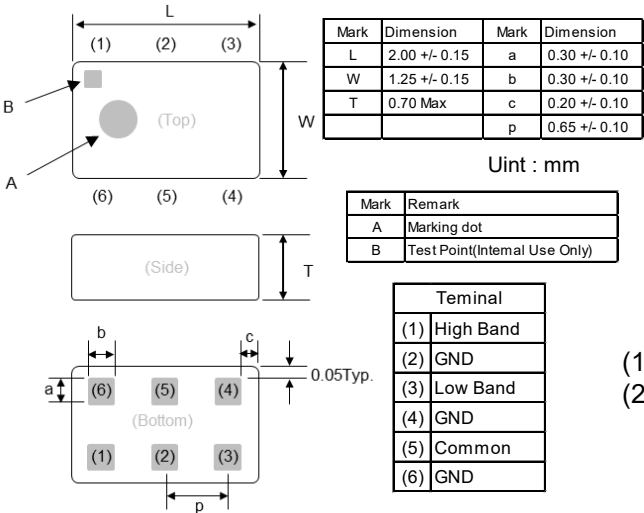 L
(1) (2) (3)
B
(Top)
W
A
(6) (5) (4)
(Side)
T
b
c
0.05Typ.
a
(6) (5) (4)
(Bottom)
(1) (2) (3)
p
Mark Dimension Mark Dimension
L 2.00 +/- 0.15 a 0.30 +/- 0.10
W 1.25 +/- 0.15 b 0.30 +/- 0.10
T 0.70 Max c 0.20 +/- 0.10
p 0.65 +/- 0.10
Uint : mm
Mark Remark
A Marking dot
B Test Point(Internal Use Only)
Teminal
(1) High Band
(2) GND
(3) Low Band
(4) GND
(5) Common
(6) GND
(1
(2